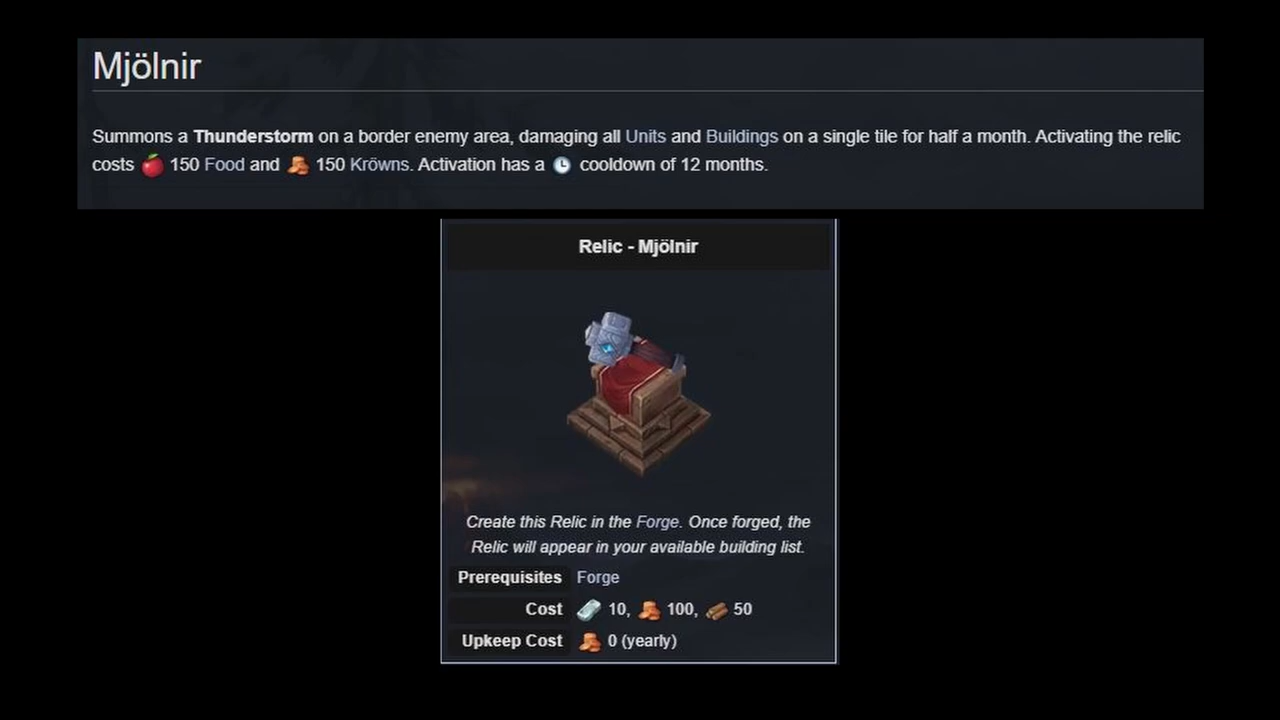 Mjölnir
Summons a Thunderstorm on a border enemy area, damaging all Units and Buildings on a single tile for half a month. Activating the relic
costs 150 Food and 150 Kröwns. Activation has a cooldown of 12 months.
Relic - Mjölnir
Create this Relic in the Forge. Once forged, the
Relic will appear in your available building list.
Prerequisites Forge
Cost 10, 100, 50
Upkeep Cost 0 (yearly)